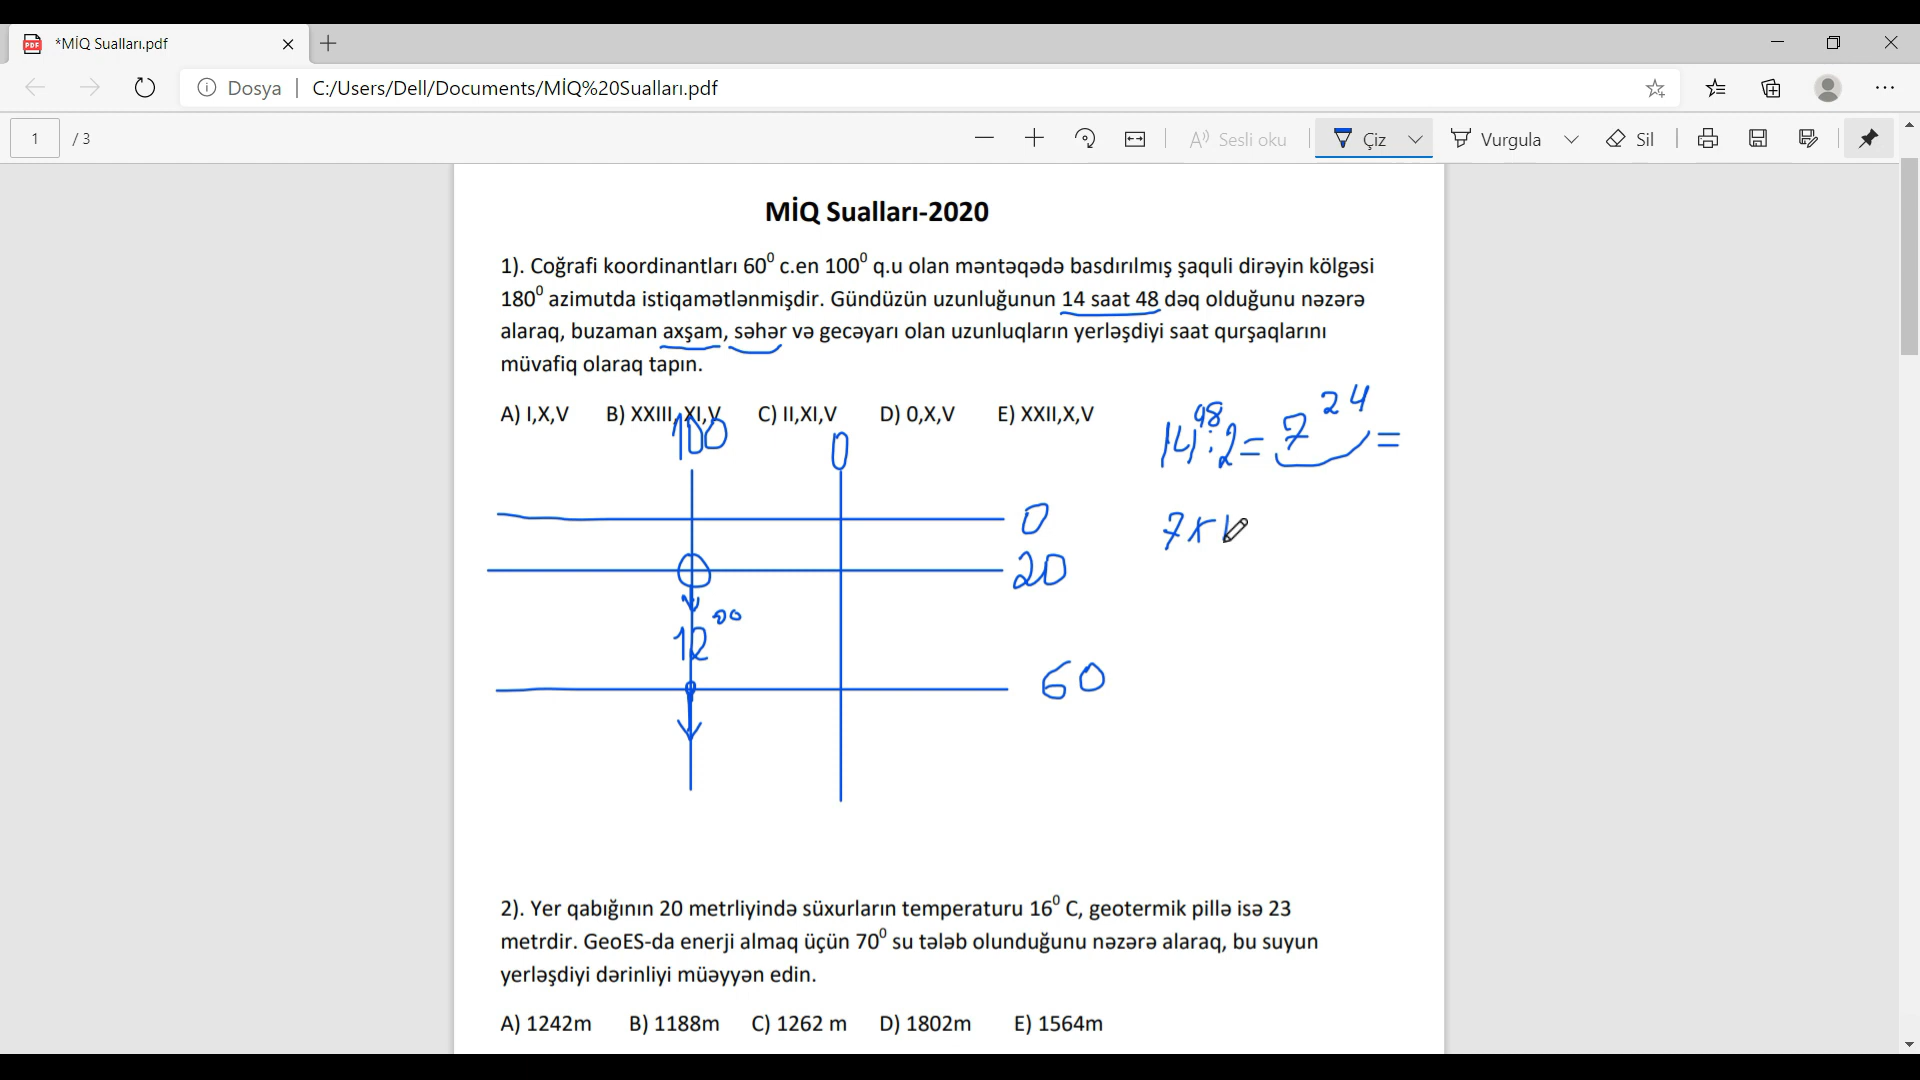 *MİQ Sualları.pdf
Dosya | C:/Users/Dell/Documents/MİQ%20Sualları.pdf
1 / 3
Sesli oku
Çiz
Vurgula
Sil
MİQ Sualları-2020
1). Coğrafi koordinantları 60⁰ c.en 100⁰ q.u olan məntəqədə basdırılmış şaquli dirəyin kölgəsi
180⁰ azimutda istiqamətlənmişdir. Gündüzün uzunluğunun 14 saat 48 dəq olduğunu nəzərə
alaraq, buzaman axşam, səhər və gecəyarı olan uzunluqların yerləşdiyi saat qurşaqlarını
müvafiq olaraq tapın.
A) I,X,V B) XXIII, XI,V C) II,XI,V D) 0,X,V E) XXII,X,V
14⁴⁸:2= 7²⁴ =
100 0
0
7x
20
12⁰⁰
60
2). Yer qabığının 20 metrliyində süxurların temperaturu 16⁰ C, geotermik pillə isə 23
metrdir. GeoES-da enerji almaq üçün 70⁰ su tələb olunduğunu nəzərə alaraq, bu suyun
yerləşdiyi dərinliyi müəyyən edin.
A) 1242m B) 1188m C) 1262 m D) 1802m E) 1564m